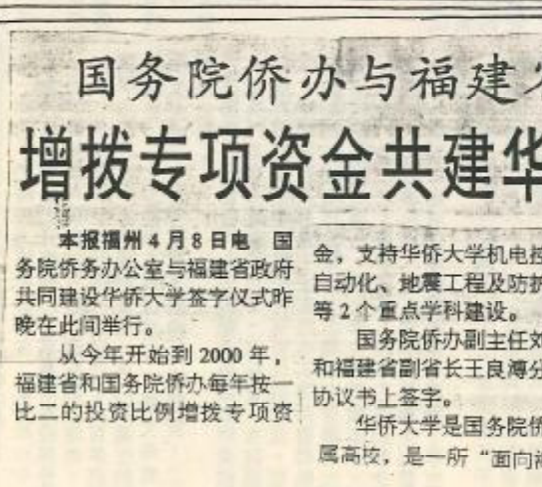 国务院侨办与福建
增拨专项资金共建华
本报福州4月8日电 国
务院侨务办公室与福建省政府
共同建设华侨大学签字仪式昨
晚在此间举行。
从今年开始到2000年,
福建省和国务院侨办每年按一
比二的投资比例增拨专项资
金,支持华侨大学机电控
自动化、地震工程及防护
等2个重点学科建设。
国务院侨办副主任刘
和福建省副省长王良溥分
协议书上签字。
华侨大学是国务院侨
属高校,是一所“面向海